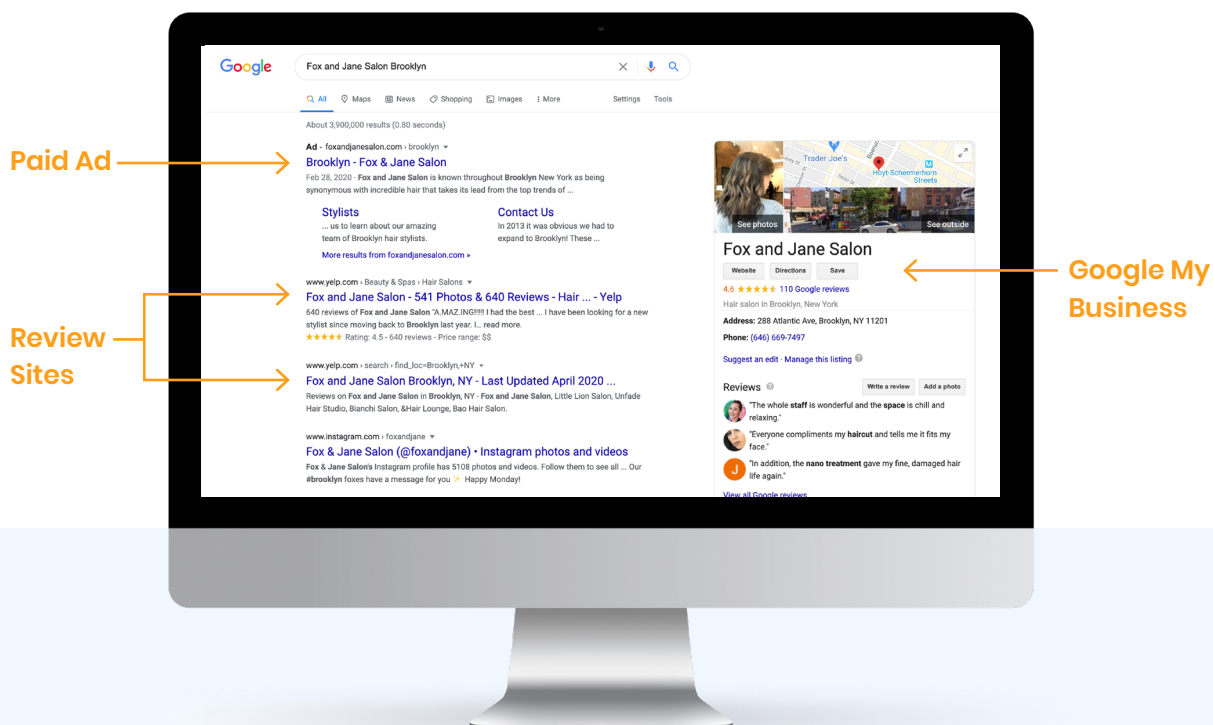 Google
Fox and Jane Salon Brooklyn
All Maps News Shopping Images More Settings Tools
About 3,900,000 results (0.80 seconds)
Paid Ad
Ad · foxandjanesalon.com › brooklyn
Brooklyn - Fox & Jane Salon
Feb 28, 2020 - Fox and Jane Salon is known throughout Brooklyn New York as being
synonymous with incredible hair that takes its lead from the top trends of ...
Stylists
... us to learn about our amazing
team of Brooklyn hair stylists.
Contact Us
In 2013 it was obvious we had to
expand to Brooklyn! These ...
More results from foxandjanesalon.com »
Review
Sites
www.yelp.com › Beauty & Spas › Hair Salons
Fox and Jane Salon - 541 Photos & 640 Reviews - Hair ... - Yelp
640 reviews of Fox and Jane Salon "A.MAZ.ING!!!!! I had the best ... I have been looking for a new
stylist since moving back to Brooklyn last year. I... read more.
★★★★★ Rating: 4.5 - 640 reviews - Price range: $$
www.yelp.com › search › find_loc=Brooklyn,+NY
Fox and Jane Salon Brooklyn, NY - Last Updated April 2020 ...
Reviews on Fox and Jane Salon in Brooklyn, NY - Fox and Jane Salon, Little Lion Salon, Unfade
Hair Studio, Bianchi Salon, &Hair Lounge, Bao Hair Salon.
www.instagram.com › foxandjane
Fox & Jane Salon (@foxandjane) • Instagram photos and videos
Fox & Jane Salon's Instagram profile has 5108 photos and videos. Follow them to see all ... Our
#brooklyn foxes have a message for you ✨ Happy Monday!
Trader Joe's
Hoyt-Schermerhorn
Streets
See photos
See outside
Fox and Jane Salon
Website Directions Save
4.6 ★★★★★ 110 Google reviews
Hair salon in Brooklyn, New York
Address: 288 Atlantic Ave, Brooklyn, NY 11201
Phone: (646) 669-7497
Suggest an edit · Manage this listing
Reviews Write a review Add a photo
"The whole staff is wonderful and the space is chill and
relaxing."
"Everyone compliments my haircut and tells me it fits my
face."
J
"In addition, the nano treatment gave my fine, damaged hair
life again."
View all Google reviews
Google My
Business